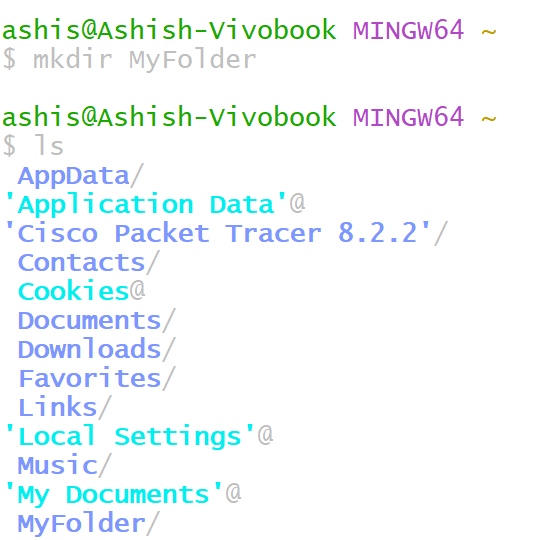 ashis@Ashish-Vivobook MINGW64 ~
$ mkdir MyFolder
ashis@Ashish-Vivobook MINGW64 ~
$ ls
AppData/
'Application Data'@
'Cisco Packet Tracer 8.2.2'/
Contacts/
Cookies@
Documents/
Downloads/
Favorites/
Links/
'Local Settings'@
Music/
'My Documents'@
MyFolder/